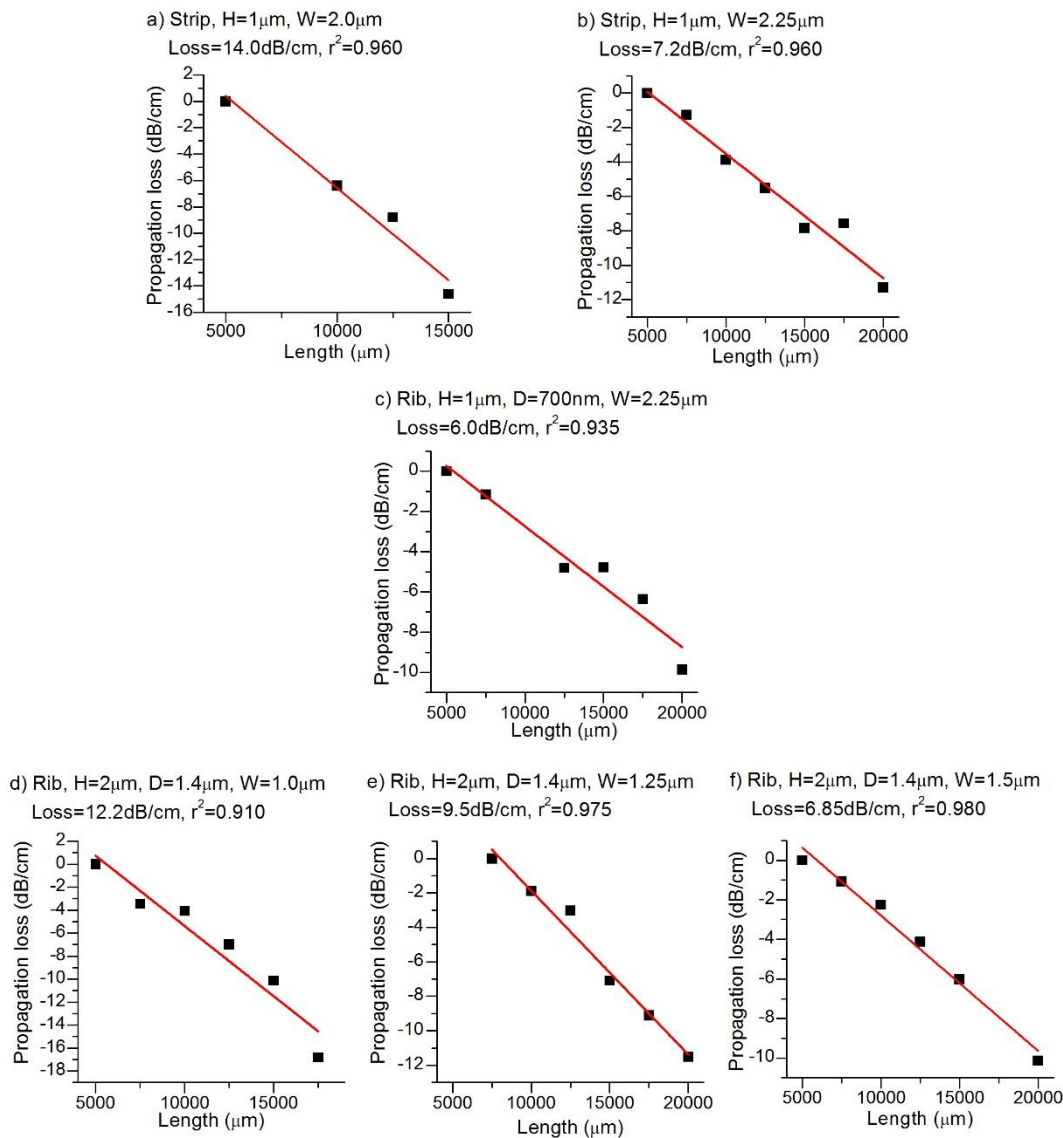 a) Strip, H=1μm, W=2.0μm
Loss=14.0dB/cm, r²=0.960
2
0
-2
-4
-6
-8
-10
-12
-14
-16
Propagation loss (dB/cm)
5000 10000 15000
Length (μm)
b) Strip, H=1μm, W=2.25μm
Loss=7.2dB/cm, r²=0.960
0
-2
-4
-6
-8
-10
-12
Propagation loss (dB/cm)
5000 10000 15000 20000
Length (μm)
c) Rib, H=1μm, D=700nm, W=2.25μm
Loss=6.0dB/cm, r²=0.935
0
-2
-4
-6
-8
-10
Propagation loss (dB/cm)
5000 10000 15000 20000
Length (μm)
d) Rib, H=2μm, D=1.4μm, W=1.0μm
Loss=12.2dB/cm, r²=0.910
2
0
-2
-4
-6
-8
-10
-12
-14
-16
-18
Propagation loss (dB/cm)
5000 10000 15000
Length (μm)
e) Rib, H=2μm, D=1.4μm, W=1.25μm
Loss=9.5dB/cm, r²=0.975
0
-2
-4
-6
-8
-10
-12
Propagation loss (dB/cm)
5000 10000 15000 20000
Length (μm)
f) Rib, H=2μm, D=1.4μm, W=1.5μm
Loss=6.85dB/cm, r²=0.980
0
-2
-4
-6
-8
-10
Propagation loss (dB/cm)
5000 10000 15000 20000
Length (μm)